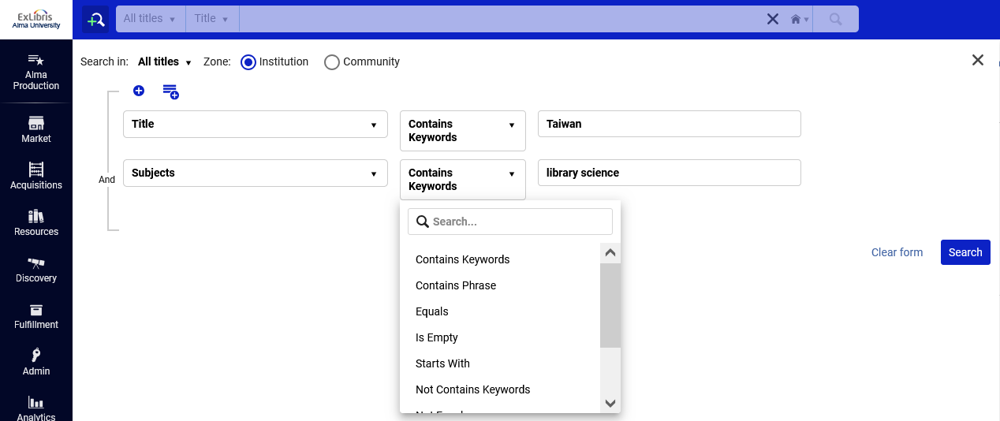 ExLibris
Alma University
All titles
Title
Alma
Production
Market
Acquisitions
Resources
Discovery
Fulfillment
Admin
Analytics
Search in: All titles Zone: Institution Community
Title
Contains
Keywords
Taiwan
And
Subjects
Contains
Keywords
library science
Search...
Contains Keywords
Contains Phrase
Equals
Is Empty
Starts With
Not Contains Keywords
Clear form
Search